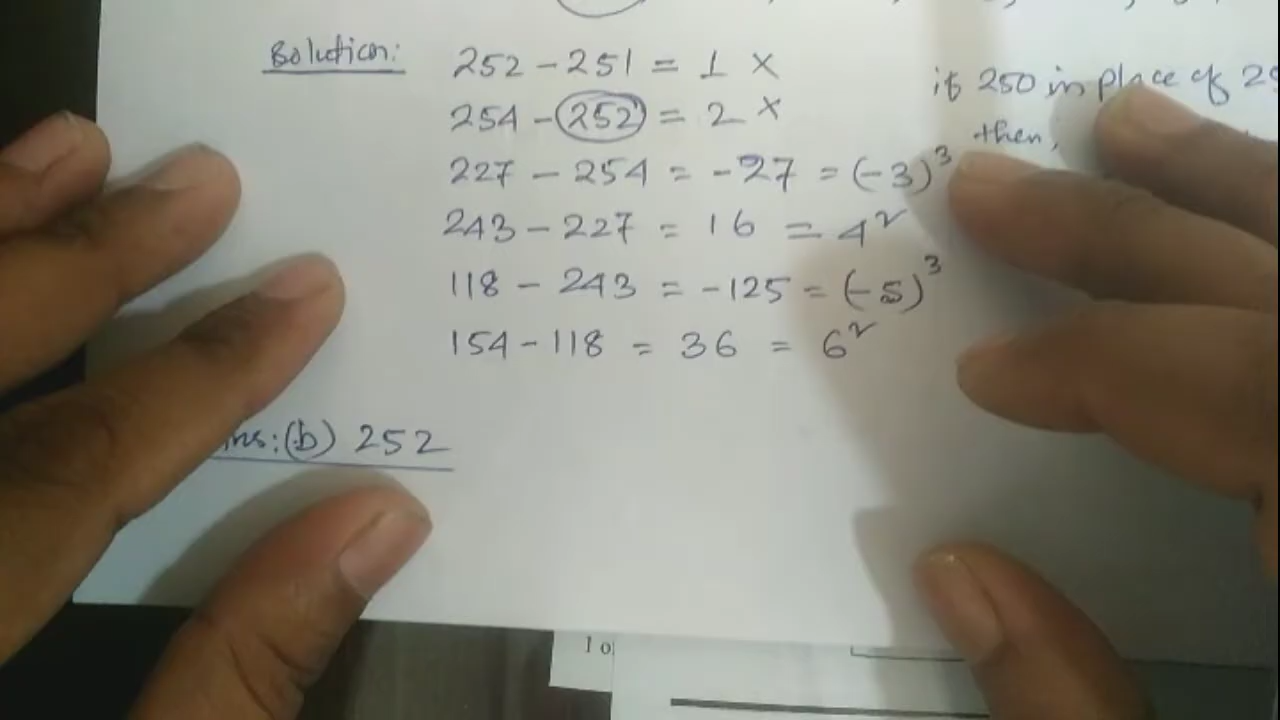 Solution:
252 - 251 = 1 ×
254 - 252 = 2 ×
227 - 254 = -27 = (-3)³
243 - 227 = 16 = 4²
118 - 243 = -125 = (-5)³
154 - 118 = 36 = 6²
if 250 in place of
then,
Ans: (b) 252